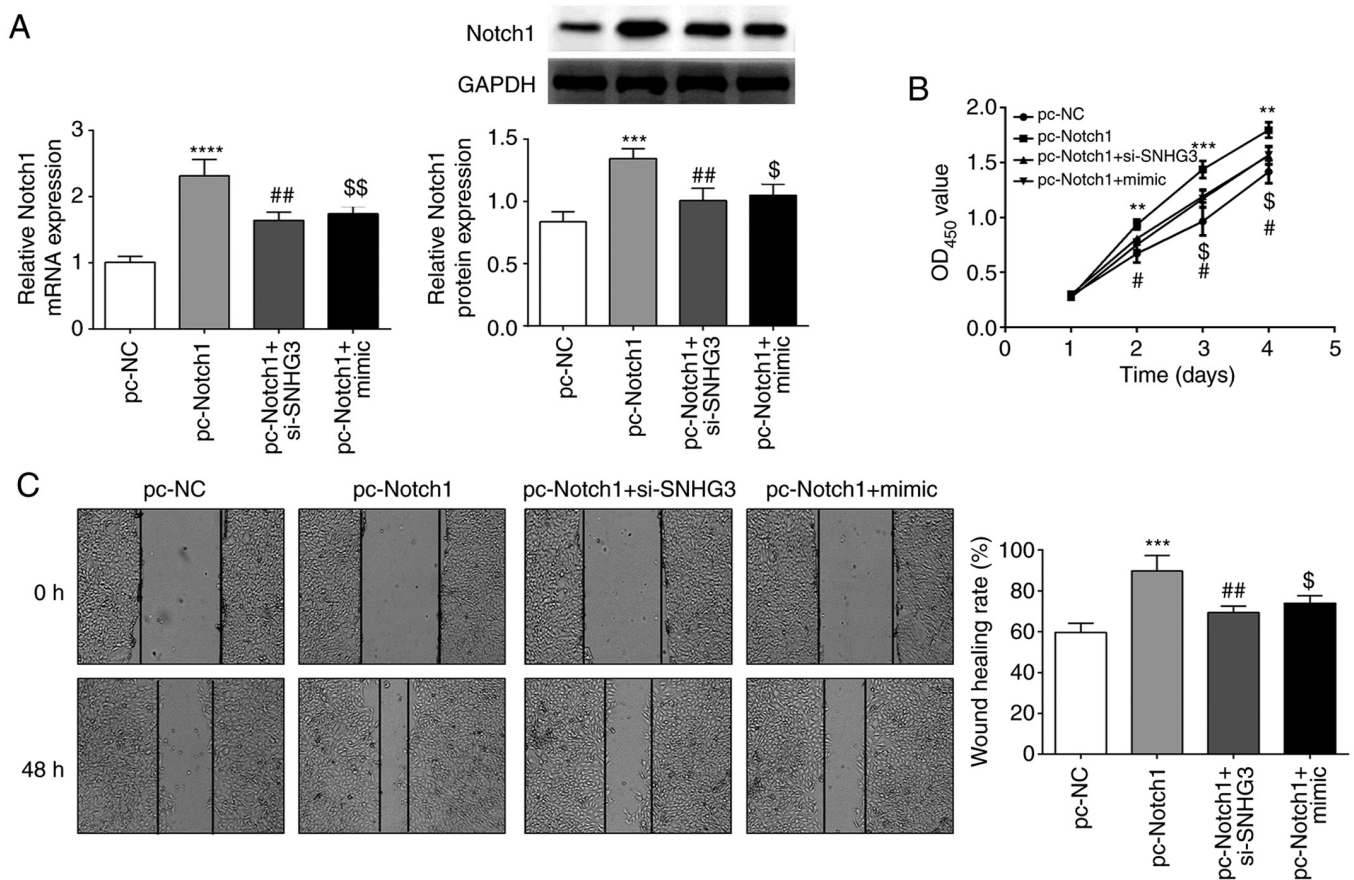 A
Notch1
GAPDH
Relative Notch1
mRNA expression
3
2
1
0
****
##
$$
pc-NC
pc-Notch1
pc-Notch1+
si-SNHG3
pc-Notch1+
mimic
Relative Notch1
protein expression
1.5
1.0
0.5
0.0
***
##
$
pc-NC
pc-Notch1
pc-Notch1+
si-SNHG3
pc-Notch1+
mimic
B
OD450 value
2.0
1.5
1.0
0.5
0.0
pc-NC
pc-Notch1
pc-Notch1+si-SNHG3
pc-Notch1+mimic
**
***
**
#
$
#
$
#
0 1 2 3 4 5
Time (days)
C
pc-NC pc-Notch1 pc-Notch1+si-SNHG3 pc-Notch1+mimic
0 h
48 h
Wound healing rate (%)
100
80
60
40
20
0
***
##
$
pc-NC
pc-Notch1
pc-Notch1+
si-SNHG3
pc-Notch1+
mimic